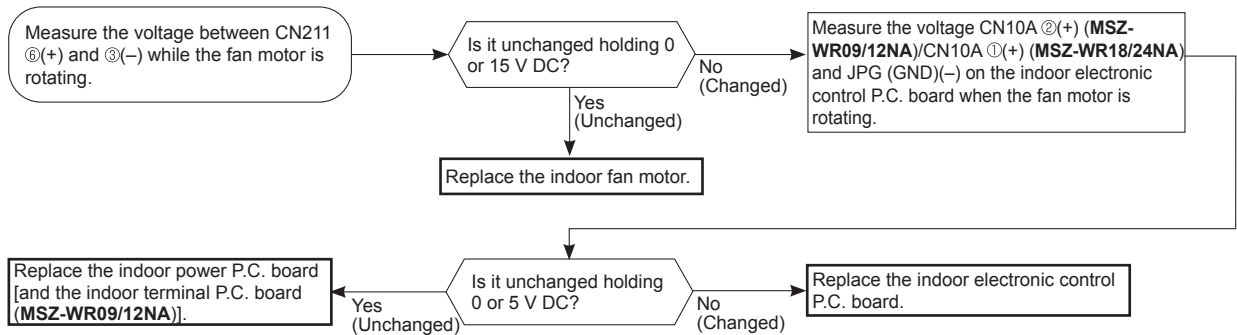 Measure the voltage between CN211
⑥(+) and ③(–) while the fan motor is
rotating.
Is it unchanged holding 0
or 15 V DC?
No
(Changed)
Measure the voltage CN10A ②(+) (MSZ-
WR09/12NA)/CN10A ①(+) (MSZ-WR18/24NA)
and JPG (GND)(–) on the indoor electronic
control P.C. board when the fan motor is
rotating.
Yes
(Unchanged)
Replace the indoor fan motor.
Replace the indoor power P.C. board
[and the indoor terminal P.C. board
(MSZ-WR09/12NA)].
Yes
(Unchanged)
Is it unchanged holding
0 or 5 V DC?
No
(Changed)
Replace the indoor electronic control
P.C. board.